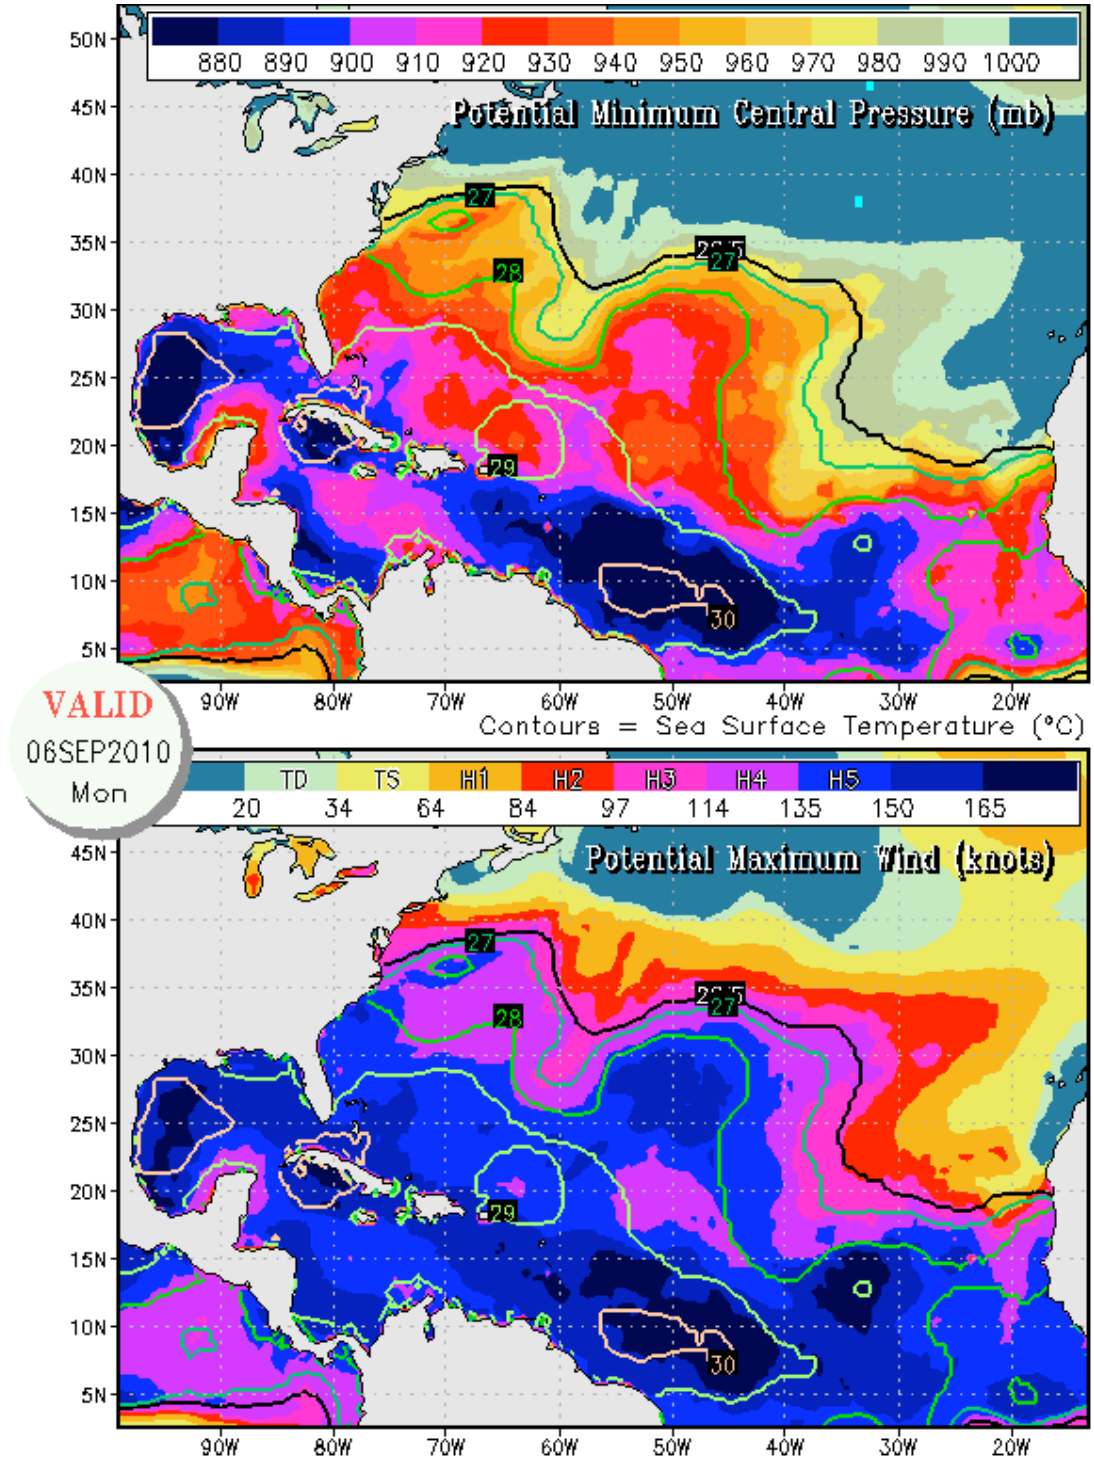 880 890 900 910 920 930 940 950 960 970 980 990 1000
Potential Minimum Central Pressure (mb)
50N
45N
40N
35N
30N
25N
20N
15N
10N
5N
27
27
28
29
30
90W 80W 70W 60W 50W 40W 30W 20W
Contours = Sea Surface Temperature (°C)
VALID
06SEP2010
Mon
TD TS H1 H2 H3 H4 H5
20 34 64 84 97 114 135 150 165
Potential Maximum Wind (knots)
45N
40N
35N
30N
25N
20N
15N
10N
5N
27
27
28
29
30
90W 80W 70W 60W 50W 40W 30W 20W